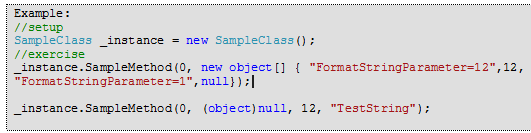 Example:
//setup
SampleClass _instance = new SampleClass();
//exercise
_instance.SampleMethod(0, new object[] { "FormatStringParameter=12",12,
"FormatStringParameter=1",null});
_instance.SampleMethod(0, (object)null, 12, "TestString");